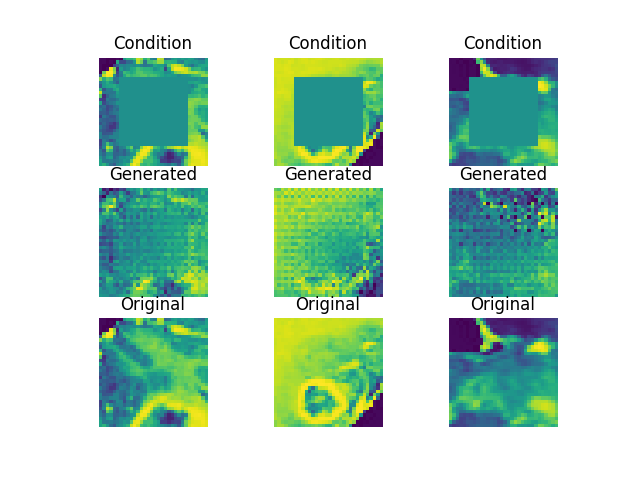 Condition Condition Condition
Generated Generated Generated
Original Original Original